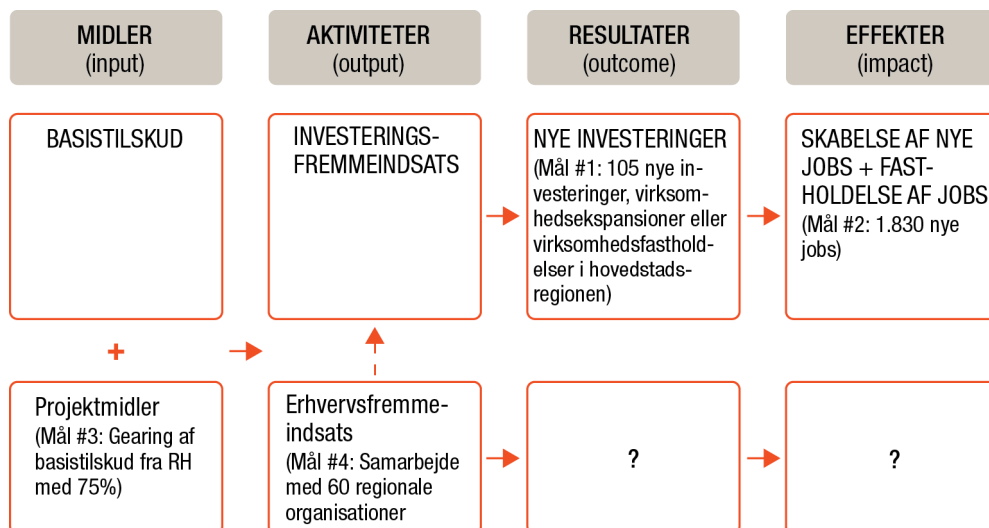 MIDLER
(input)
AKTIVITETER
(output)
RESULTATER
(outcome)
EFFEKTER
(impact)
BASISTILSKUD
INVESTERINGS-
FREMMEINDSATS
NYE INVESTERINGER
(Mål #1: 105 nye in-
vesteringer, virksom-
hedsekspansioner eller
virksomhedsfasthold-
elser i hovedstads-
regionen)
SKABELSE AF NYE
JOBS + FAST-
HOLDELSE AF JOBS
(Mål #2: 1.830 nye
jobs)
+
Projektmidler
(Mål #3: Gearing af
basistilskud fra RH
med 75%)
Erhvervsfremme-
indsats
(Mål #4: Samarbejde
med 60 regionale
organisationer
?
?